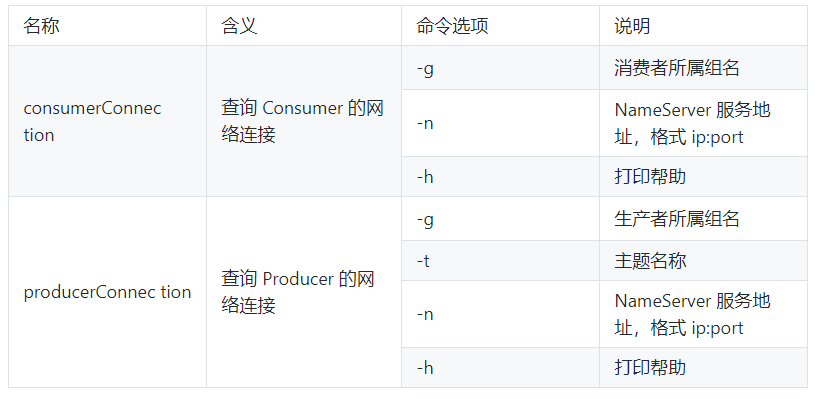 名称 含义 命令选项 说明
consumerConnec
tion
查询 Consumer 的网
络连接
-g 消费者所属组名
-n NameServer 服务地
址，格式 ip:port
-h 打印帮助
producerConnec tion
查询 Producer 的网
络连接
-g 生产者所属组名
-t 主题名称
-n NameServer 服务地
址，格式 ip:port
-h 打印帮助